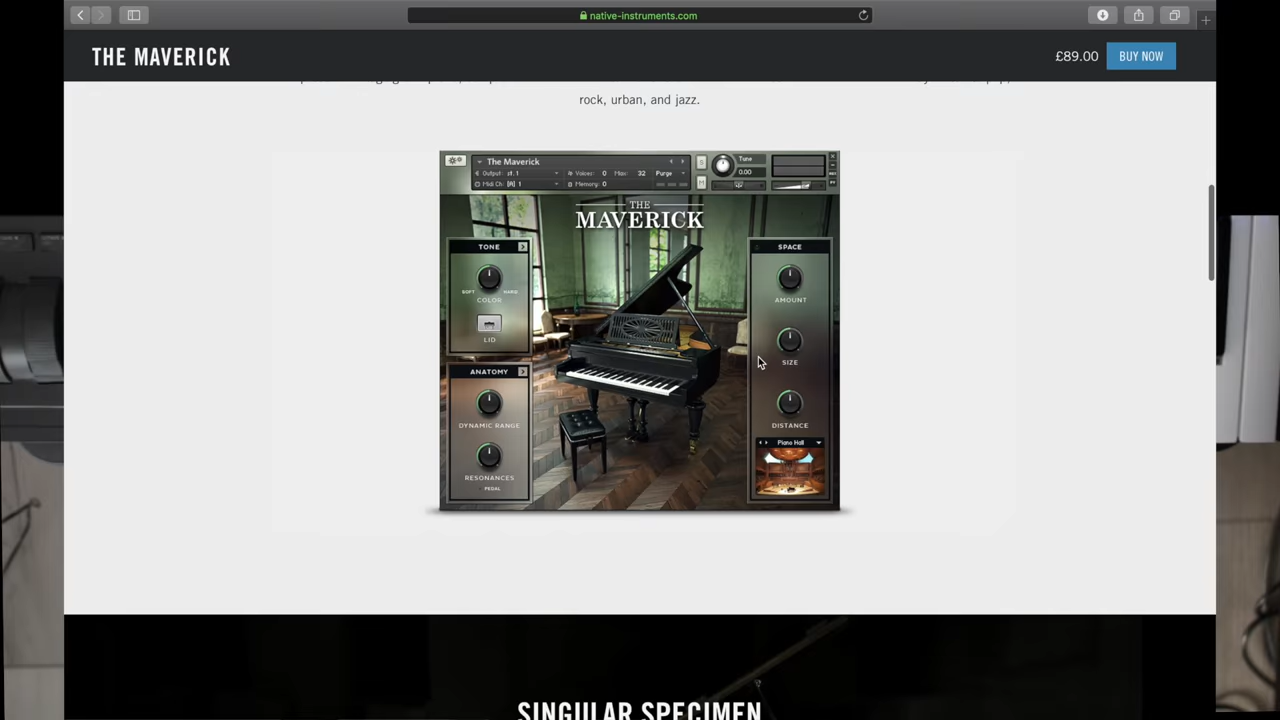 native-instruments.com
THE MAVERICK
£89.00
BUY NOW
rock, urban, and jazz.
The Maverick
Output: st. 1
Voices: 0 Max: 32 Purge
Midi Ch: [A] 1
Memory: 0
S
M
Tune
0.00
THE
MAVERICK
TONE
SOFT HARD
COLOR
LID
ANATOMY
DYNAMIC RANGE
RESONANCES
PEDAL
SPACE
AMOUNT
SIZE
DISTANCE
Piano Hall
SINGULAR SPECIMEN